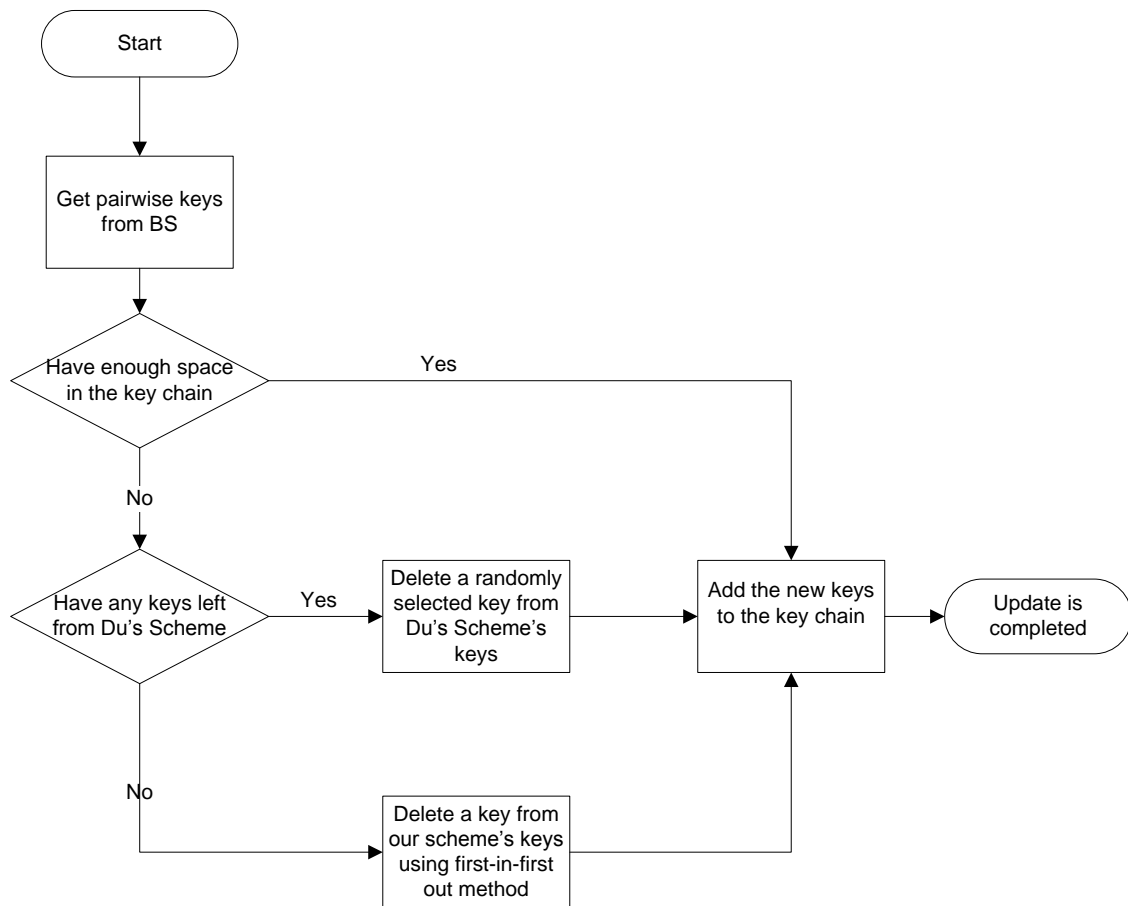 Start
Get pairwise keys
from BS
Have enough space
in the key chain
Yes
No
Have any keys left
from Du’s Scheme
Yes
Delete a randomly
selected key from
Du’s Scheme’s
keys
Add the new keys
to the key chain
Update is
completed
No
Delete a key from
our scheme’s keys
using first-in-first
out method